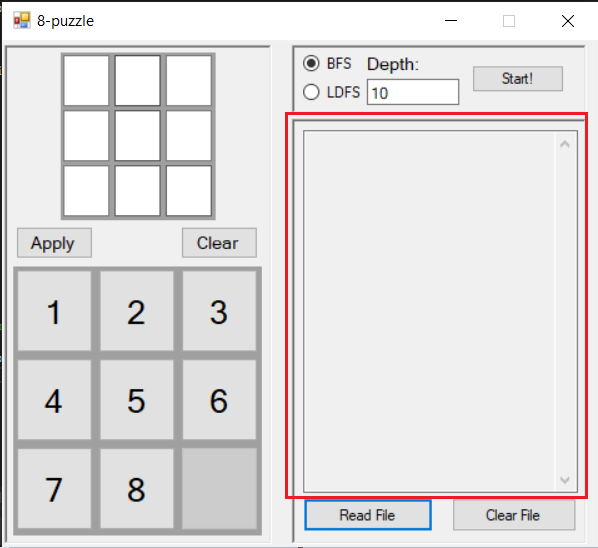 8-puzzle
BFS Depth:
Start!
LDFS 10
Apply Clear
1 2 3
4 5 6
7 8
Read File Clear File